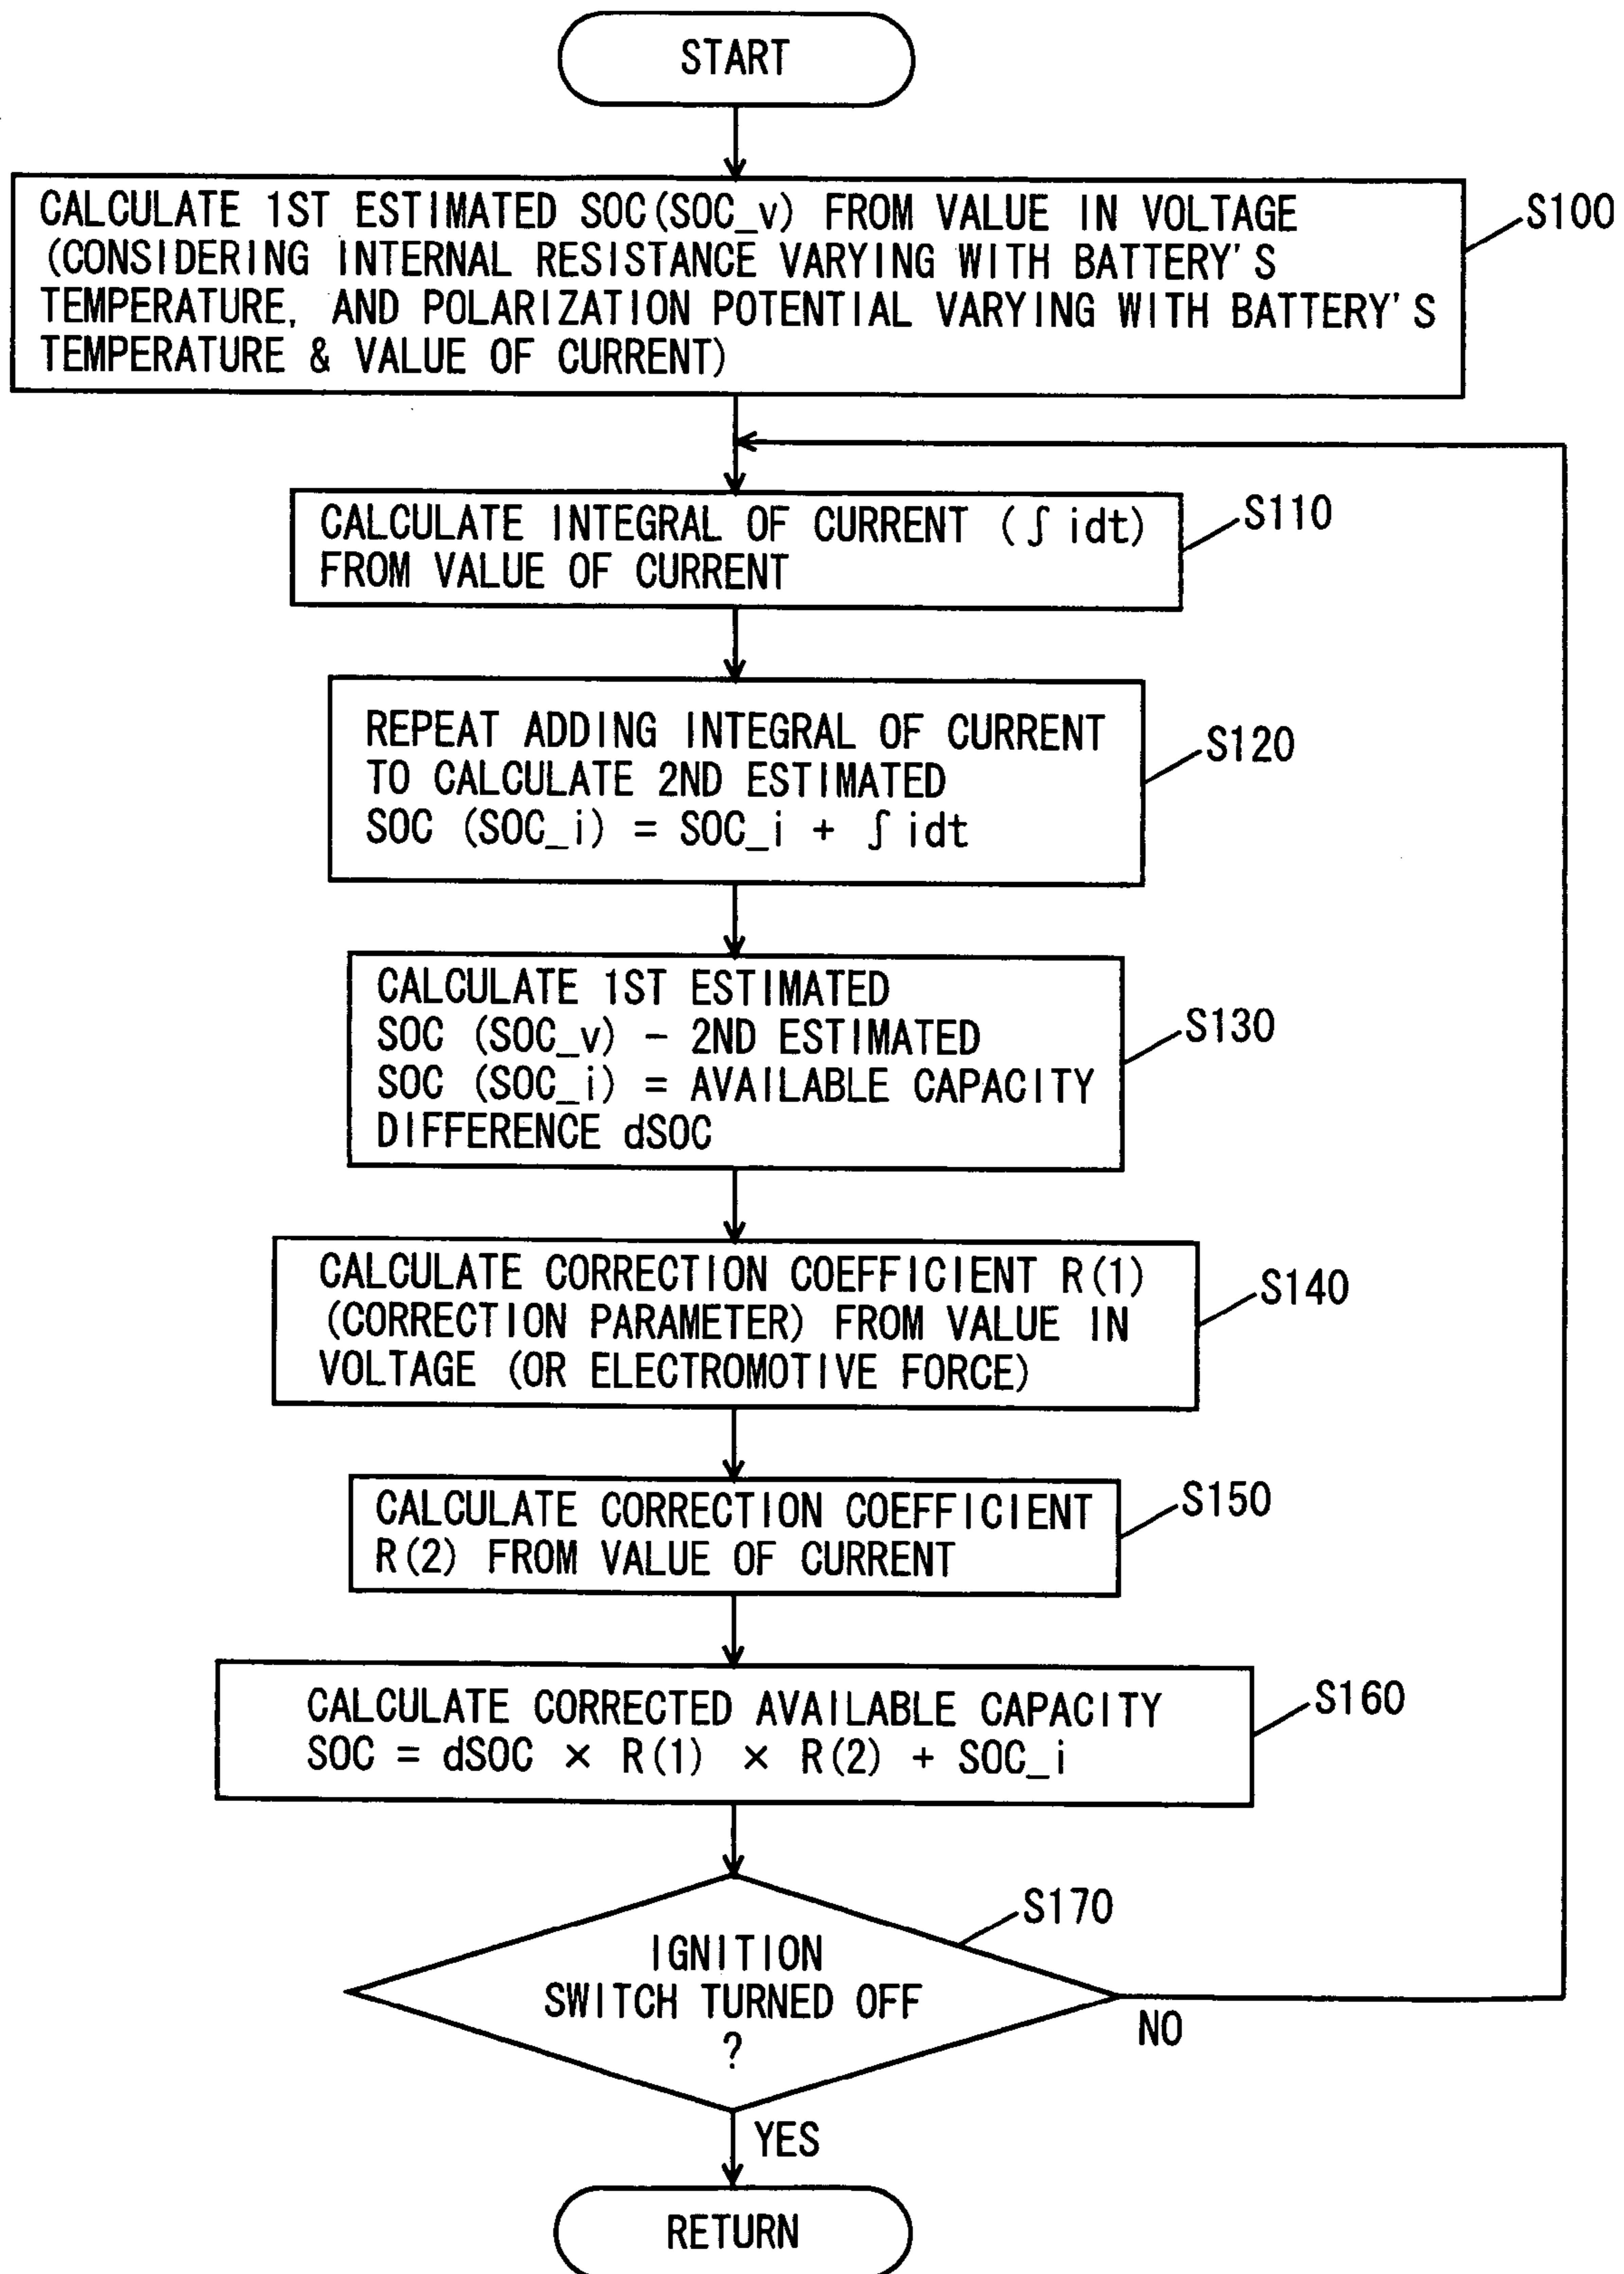 START
CALCULATE 1ST ESTIMATED SOC(SOC_v) FROM VALUE IN VOLTAGE
(CONSIDERING INTERNAL RESISTANCE VARYING WITH BATTERY'S
TEMPERATURE, AND POLARIZATION POTENTIAL VARYING WITH BATTERY'S
TEMPERATURE & VALUE OF CURRENT)
S100
CALCULATE INTEGRAL OF CURRENT (∫ idt)
FROM VALUE OF CURRENT
S110
REPEAT ADDING INTEGRAL OF CURRENT
TO CALCULATE 2ND ESTIMATED
SOC (SOC_i) = SOC_i + ∫ idt
S120
CALCULATE 1ST ESTIMATED
SOC (SOC_v) - 2ND ESTIMATED
SOC (SOC_i) = AVAILABLE CAPACITY
DIFFERENCE dSOC
S130
CALCULATE CORRECTION COEFFICIENT R(1)
(CORRECTION PARAMETER) FROM VALUE IN
VOLTAGE (OR ELECTROMOTIVE FORCE)
S140
CALCULATE CORRECTION COEFFICIENT
R(2) FROM VALUE OF CURRENT
S150
CALCULATE CORRECTED AVAILABLE CAPACITY
SOC = dSOC × R(1) × R(2) + SOC_i
S160
IGNITION
SWITCH TURNED OFF
?
S170
NO
YES
RETURN